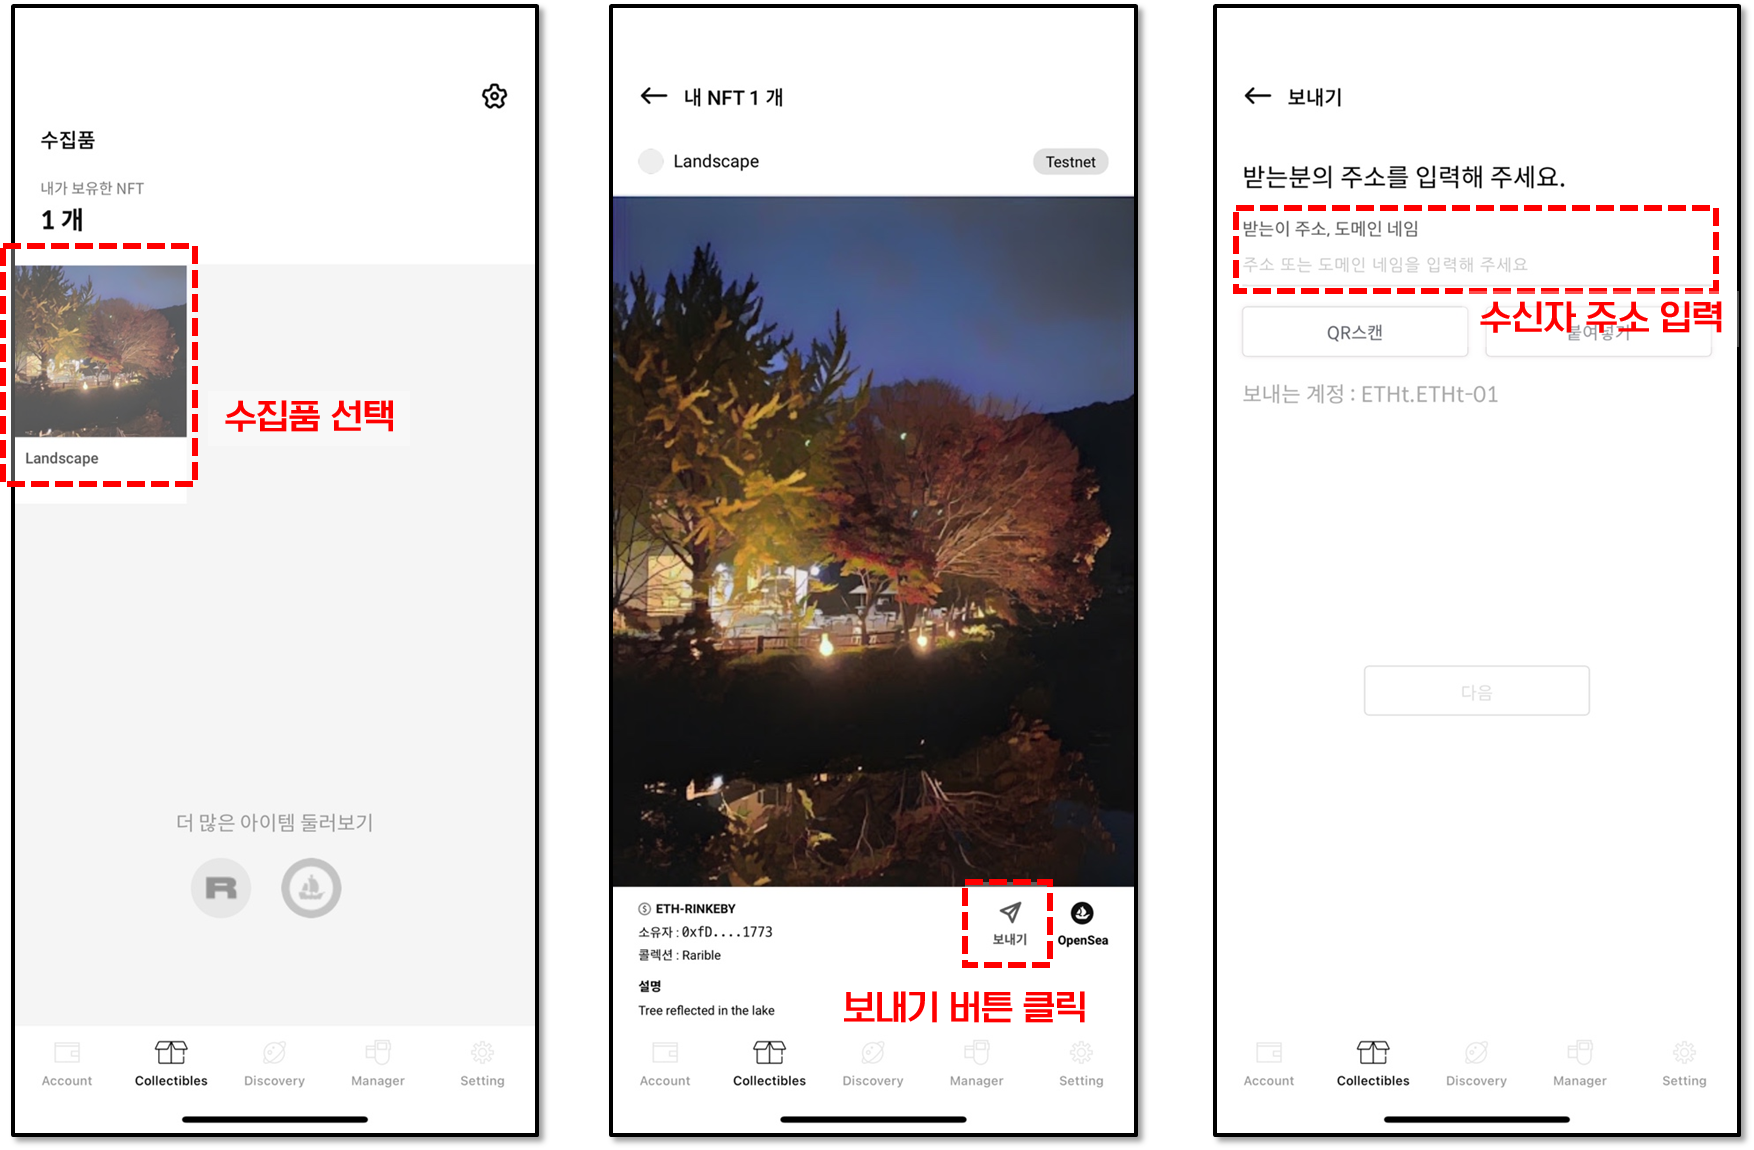 수집품
내가 보유한 NFT
1 개
Landscape
수집품 선택
더 많은 아이템 둘러보기
R
Account Collectibles Discovery Manager Setting
내 NFT 1 개
Landscape
Testnet
ETH-RINKEBY
소유자 : 0xfD....1773
콜렉션 : Rarible
보내기
OpenSea
설명
Tree reflected in the lake
보내기 버튼 클릭
Account Collectibles Discovery Manager Setting
보내기
받는분의 주소를 입력해 주세요.
받는이 주소, 도메인 네임
주소 또는 도메인 네임을 입력해 주세요
수신자 주소 입력
QR스캔
붙여넣기
보내는 계정 : ETHt.ETHt-01
다음
Account Collectibles Discovery Manager Setting